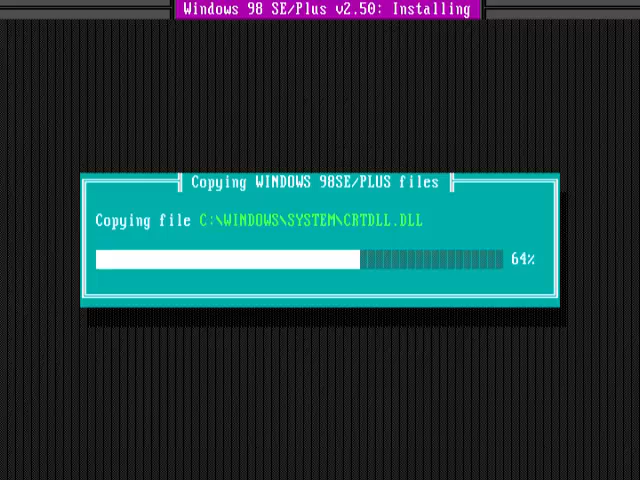 Windows 98 SE/Plus v2.50: Installing
Copying WINDOWS 98SE/PLUS files
Copying file C:\WINDOWS\SYSTEM\CRTDLL.DLL
64%